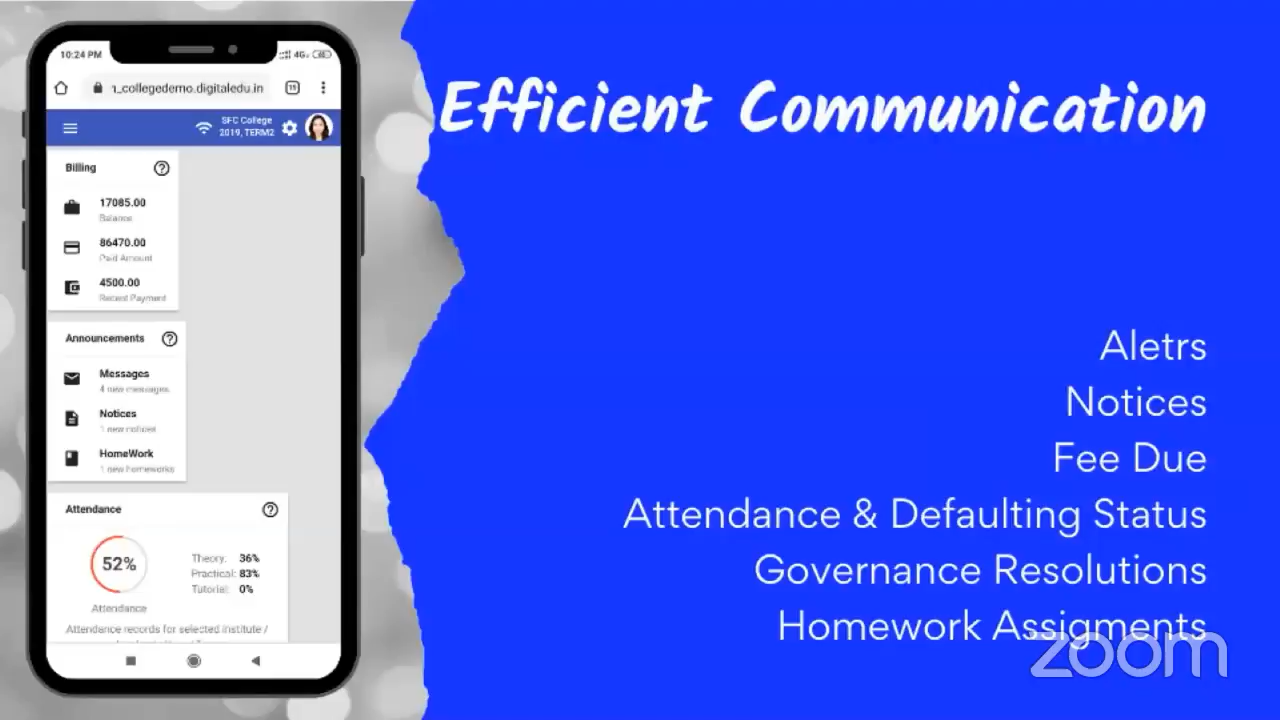 10:24 PM
4G
collegedemo.digitaledu.in
SFC College
2019, TERM2
Billing
17085.00
Balance
86470.00
Paid Amount
4500.00
Recent Payment
Announcements
Messages
4 new messages
Notices
1 new notices
HomeWork
1 new homeworks
Attendance
52%
Attendance
Theory: 36%
Practical: 83%
Tutorial: 0%
Attendance records for selected institute /
Efficient Communication
Aletrs
Notices
Fee Due
Attendance & Defaulting Status
Governance Resolutions
Homework Assigments
zoom